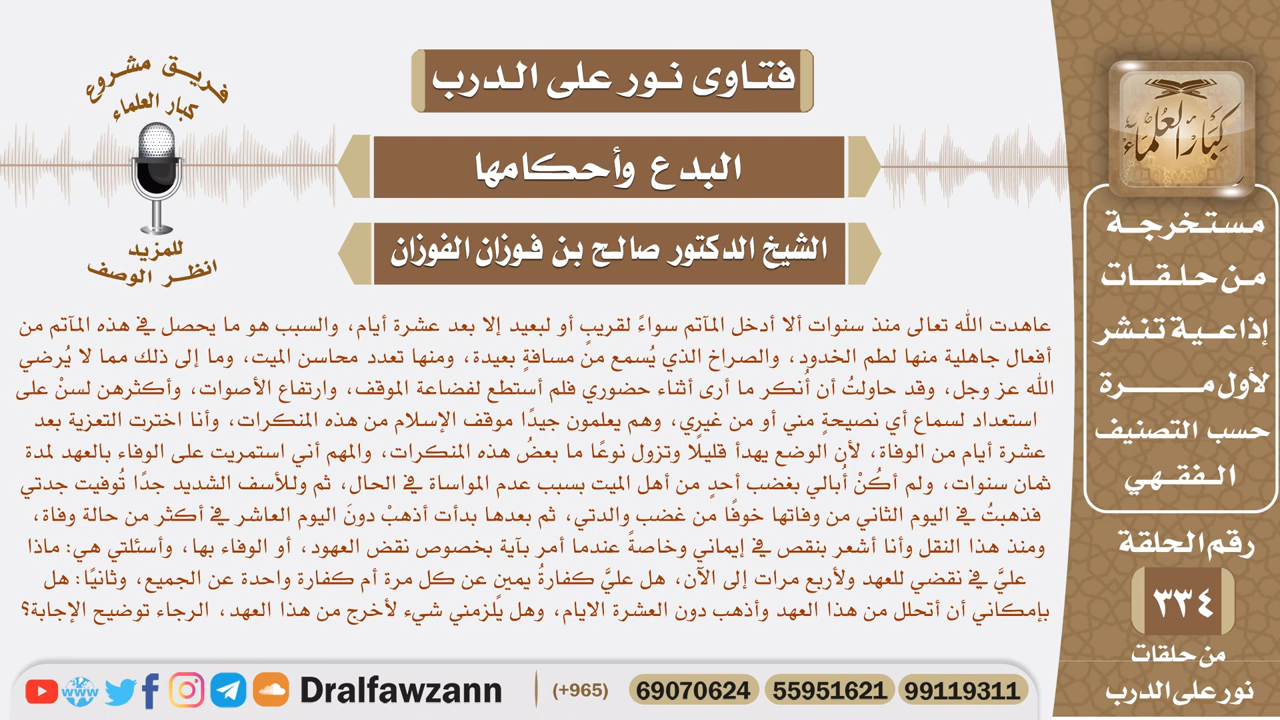 فريق مشروع
كبار العلماء
للمزيد
انظر الوصف
فتاوى نور على الدرب
البدع وأحكامها
الشيخ الدكتور صالح بن فوزان الفوزان
عاهدت الله تعالى منذ سنوات ألا أدخل المآتم سواءً لقريبٍ أو لبعيد إلا بعد عشرة أيام، والسبب هو ما يحصل في هذه المآتم من
أفعال جاهلية منها لطم الخدود، والصراخ الذي يُسمع من مسافةٍ بعيدة، ومنها تعدد محاسن الميت، وما إلى ذلك مما لا يُرضي
الله عز وجل، وقد حاولتُ أن أُنكر ما أرى أثناء حضوري فلم أستطع لفضاعة الموقف، وارتفاع الأصوات، وأكثرهن لسنْ على
استعداد لسماع أي نصيحةٍ مني أو من غيري، وهم يعلمون جيدًا موقف الإسلام من هذه المنكرات، وأنا اخترت التعزية بعد
عشرة أيام من الوفاة، لأن الوضع يهدأ قليلًا وتزول نوعًا ما بعضُ هذه المنكرات، والمهم أني استمريت على الوفاء بالعهد لمدة
ثمان سنوات، ولم أكُنْ أُبالي بغضب أحدٍ من أهل الميت بسبب عدم المواساة في الحال، ثم وللأسف الشديد جدًا تُوفيت جدتي
فذهبتُ في اليوم الثاني من وفاتها خوفًا من غضب والدتي، ثم بعدها بدأت أذهبْ دونَ اليوم العاشر في أكثر من حالة وفاة،
ومنذ هذا النقل وأنا أشعر بنقص في إيماني وخاصةً عندما أمر بآية بخصوص نقض العهود، أو الوفاء بها، وأسئلتي هي: ماذا
عليَّ في نقضي للعهد ولأربع مرات إلى الآن، هل عليَّ كفارةُ يمينٍ عن كل مرة أم كفارة واحدة عن الجميع، وثانيًا: هل
بإمكاني أن أتحلل من هذا العهد وأذهب دون العشرة الايام، وهل يلزمني شيء لأخرج من هذا العهد، الرجاء توضيح الإجابة؟
كبار العلماء
مستخرجة
من حلقات
إذاعية تنشر
لأول مرة
حسب التصنيف
الفقهي
رقم الحلقة
٣٣٤
من حلقات
نور على الدرب
www
Dralfawzann
(+965)
69070624
55951621
99119311